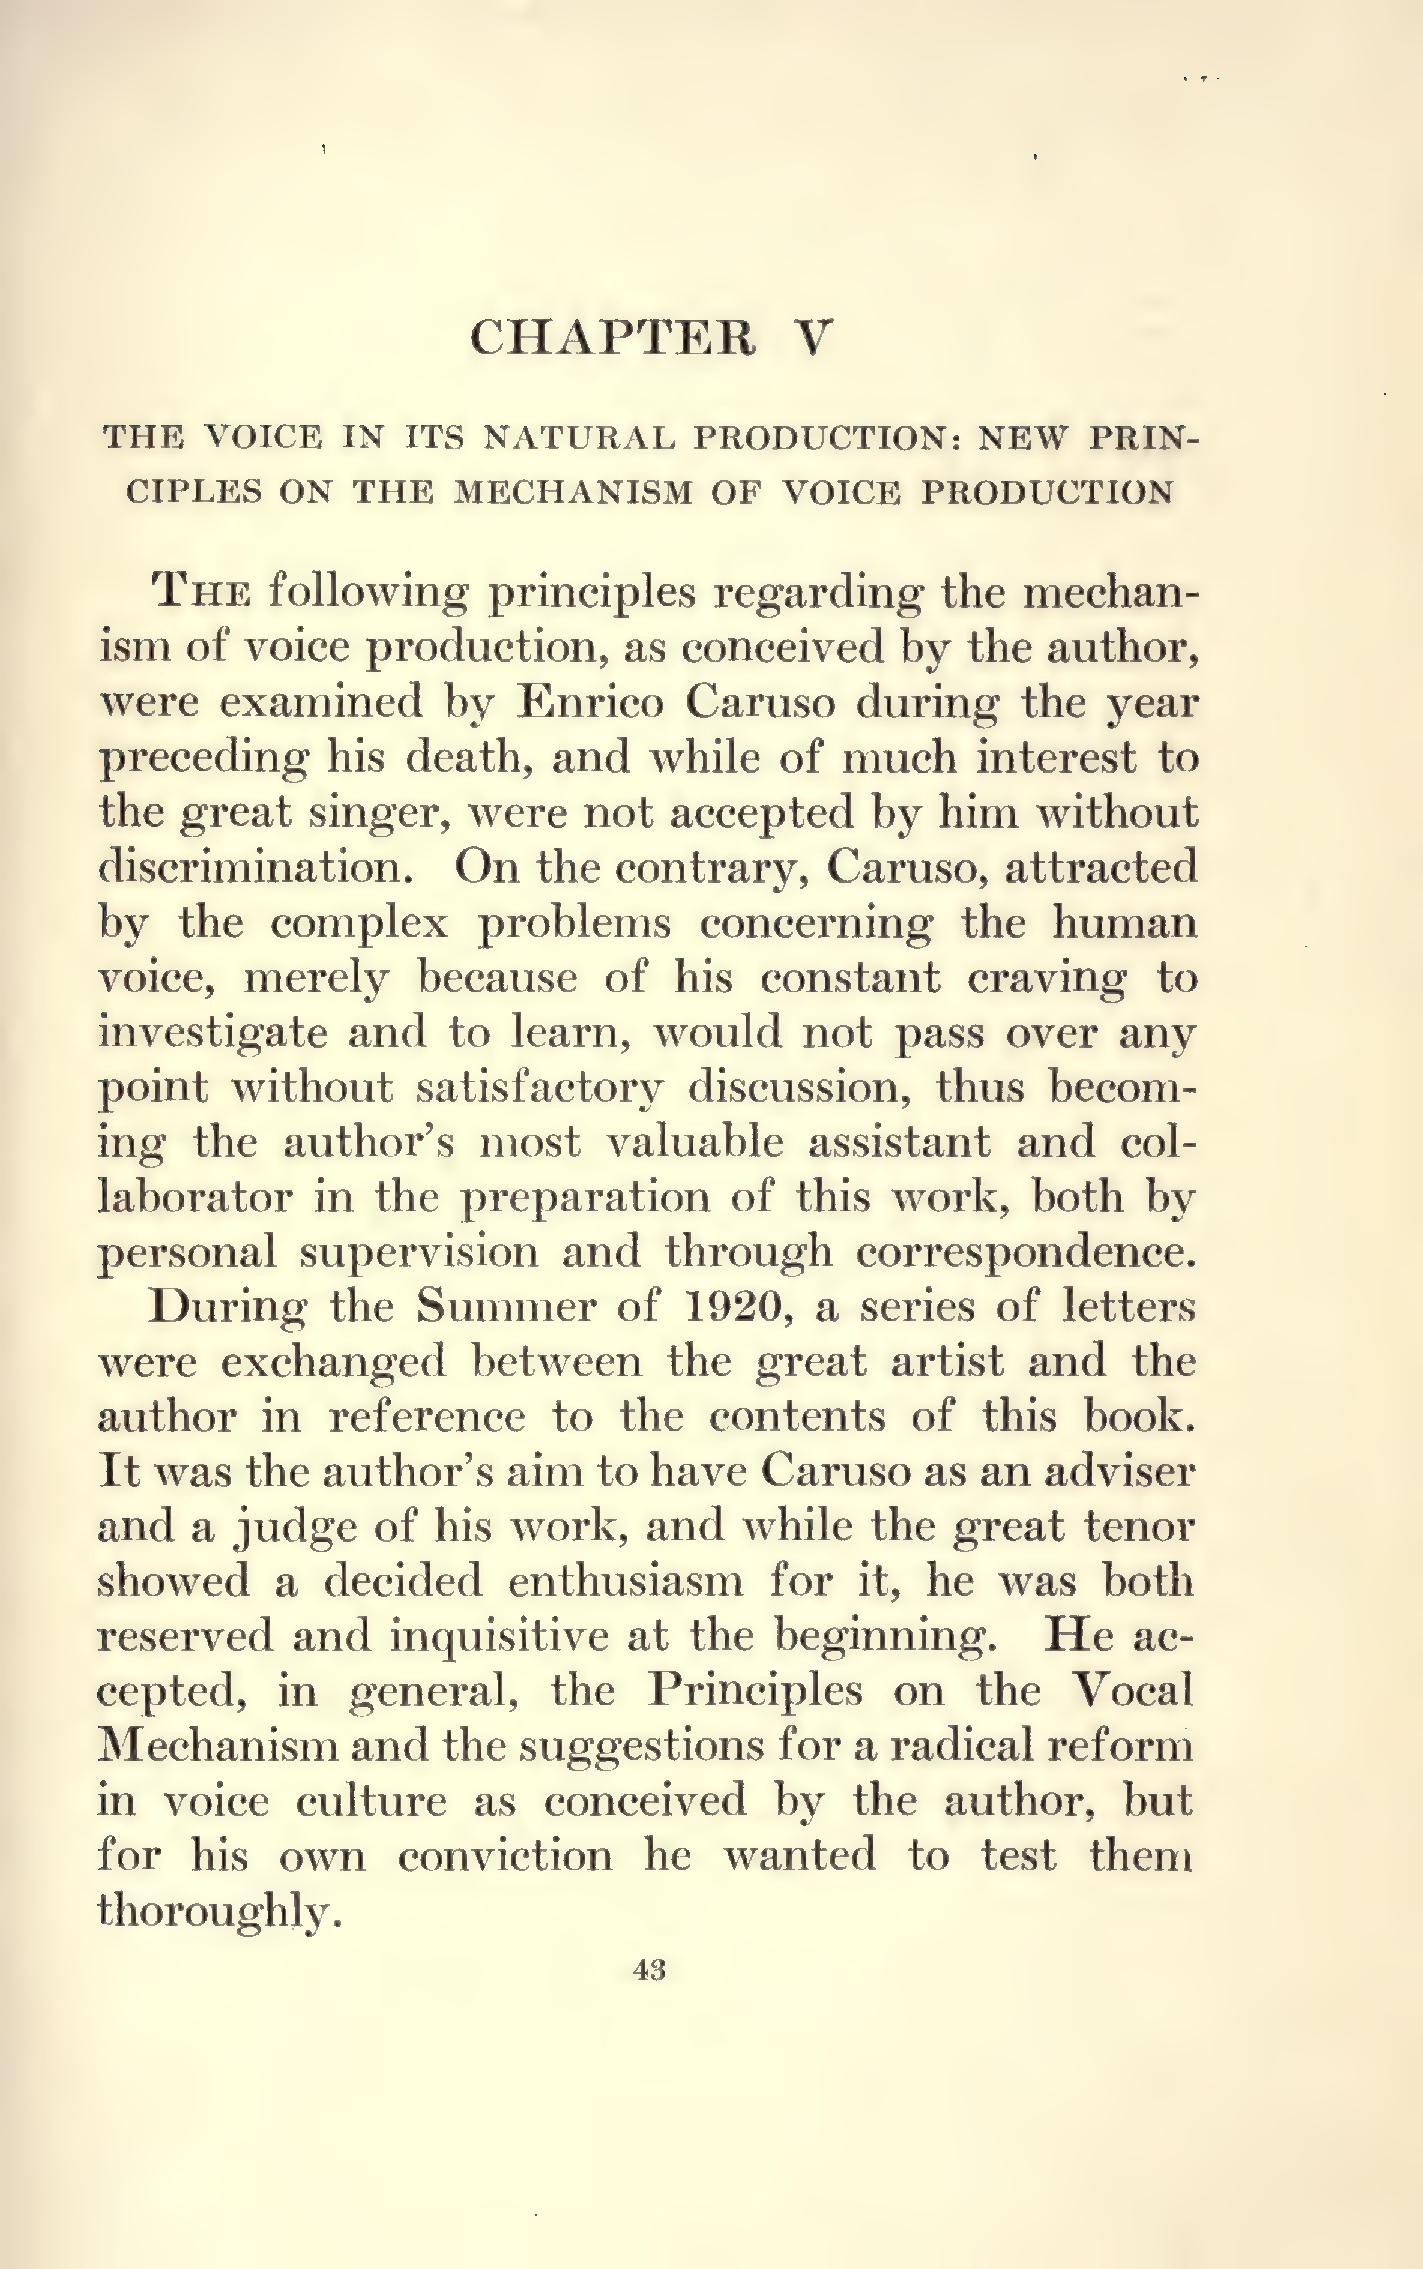 CHAPTER V
THE VOICE IN ITS NATURAL PRODUCTION: NEW PRIN-
CIPLES ON THE MECHANISM OF VOICE PRODUCTION
THE following principles regarding the mechan-
ism of voice production, as conceived by the author,
were examined by Enrico Caruso during the year
preceding his death, and while of much interest to
the great singer, were not accepted by him without
discrimination. On the contrary, Caruso, attracted
by the complex problems concerning the human
voice, merely because of his constant craving to
investigate and to learn, would not pass over any
point without satisfactory discussion, thus becom-
ing the author's most valuable assistant and col-
laborator in the preparation of this work, both by
personal supervision and through correspondence.
During the Summer of 1920, a series of letters
were exchanged between the great artist and the
author in reference to the contents of this book.
It was the author's aim to have Caruso as an adviser
and a judge of his work, and while the great tenor
showed a decided enthusiasm for it, he was both
reserved and inquisitive at the beginning. He ac-
cepted, in general, the Principles on the Vocal
Mechanism and the suggestions for a radical reform
in voice culture as conceived by the author, but
for his own conviction he wanted to test them
thoroughly.
43